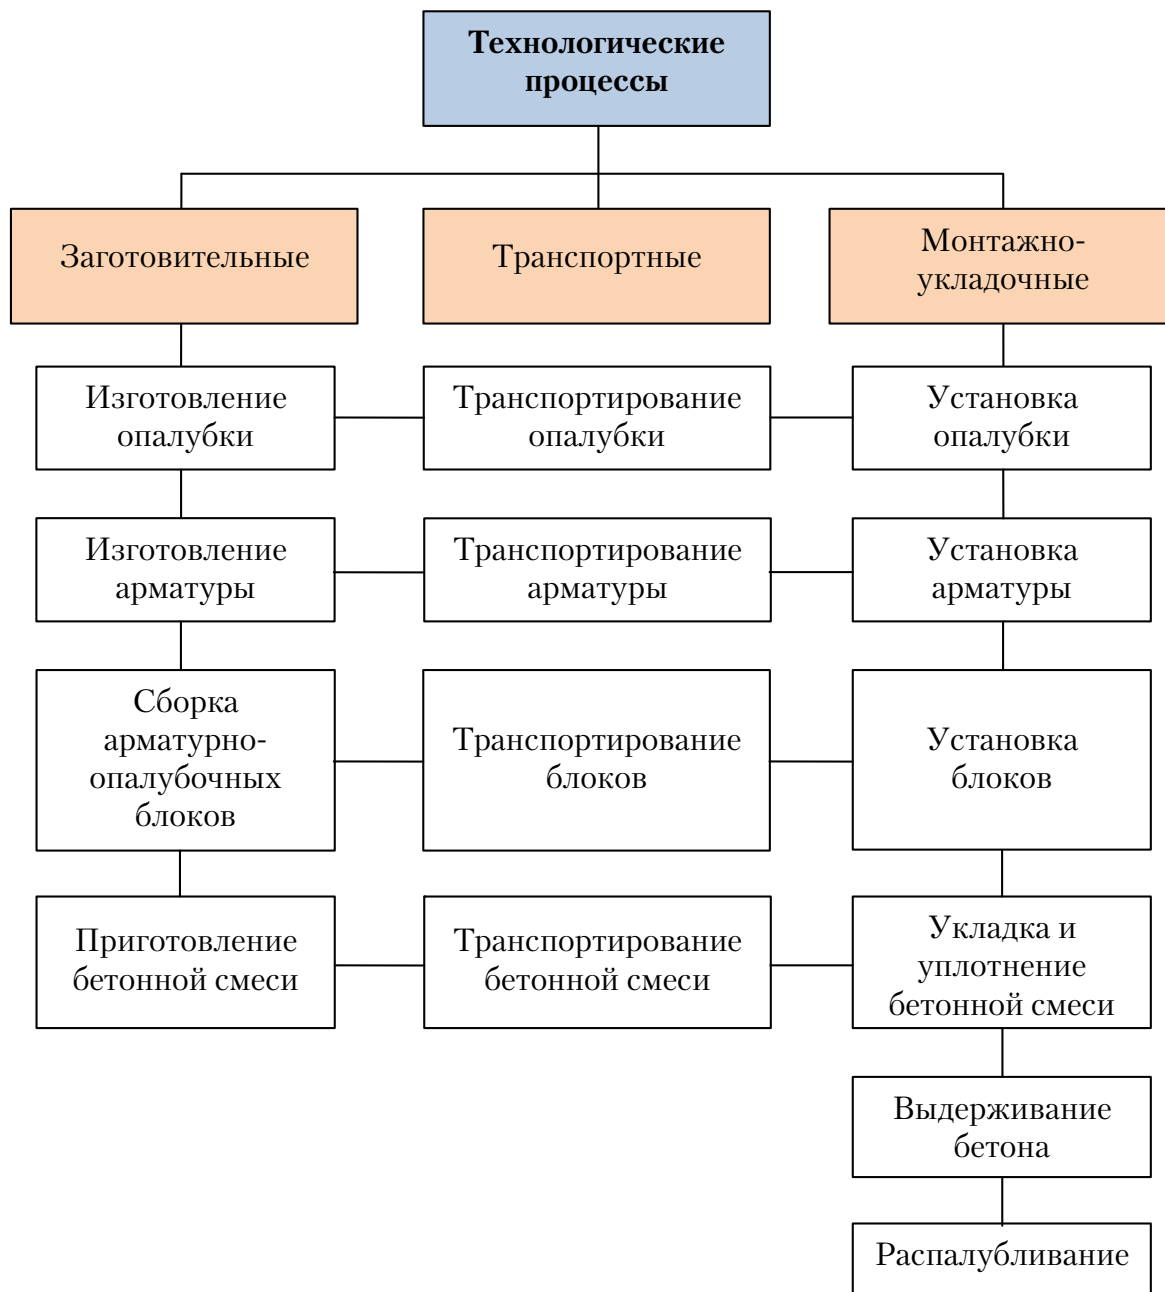 Технологические
процессы
Заготовительные
Транспортные
Монтажно-
укладочные
Изготовление
опалубки
Транспортирование
опалубки
Установка
опалубки
Изготовление
арматуры
Транспортирование
арматуры
Установка
арматуры
Сборка
арматурно-
опалубочных
блоков
Транспортирование
блоков
Установка
блоков
Приготовление
бетонной смеси
Транспортирование
бетонной смеси
Укладка и
уплотнение
бетонной смеси
Выдерживание
бетона
Распалубливание